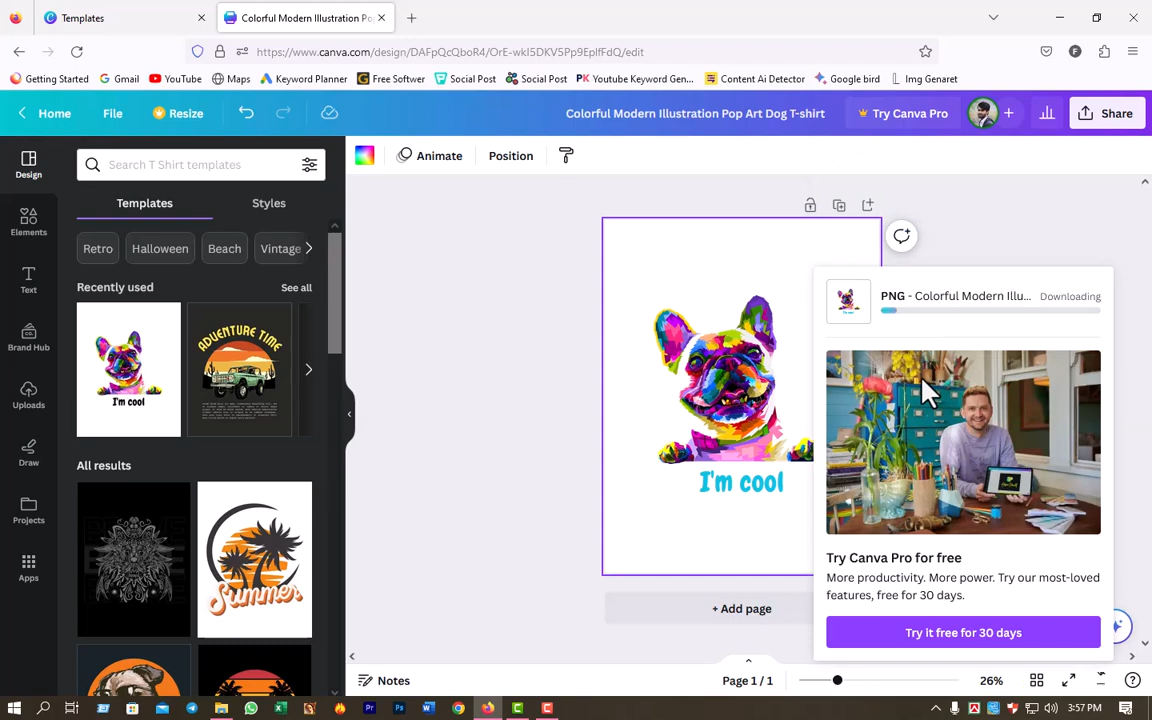 Templates
Colorful Modern Illustration Po
https://www.canva.com/design/DAFpQcQboR4/OrE-wkI5DKV5Pp9EpIfFdQ/edit
Getting Started
Gmail
YouTube
Maps
Keyword Planner
Free Softwer
Social Post
Social Post
PK Youtube Keyword Gen...
Content Ai Detector
Google bird
Img Genaret
Home
File
Resize
Colorful Modern Illustration Pop Art Dog T-shirt
Try Canva Pro
Share
Design
Elements
Text
Brand Hub
Uploads
Draw
Projects
Apps
Search T Shirt templates
Templates
Styles
Retro
Halloween
Beach
Vintage
Recently used
See all
I'm cool
ADVENTURE TIME
All results
Summer
Animate
Position
I'm cool
+ Add page
PNG - Colorful Modern Illu...
Downloading
Try Canva Pro for free
More productivity. More power. Try our most-loved
features, free for 30 days.
Try it free for 30 days
Notes
Page 1 / 1
26%
3:57 PM